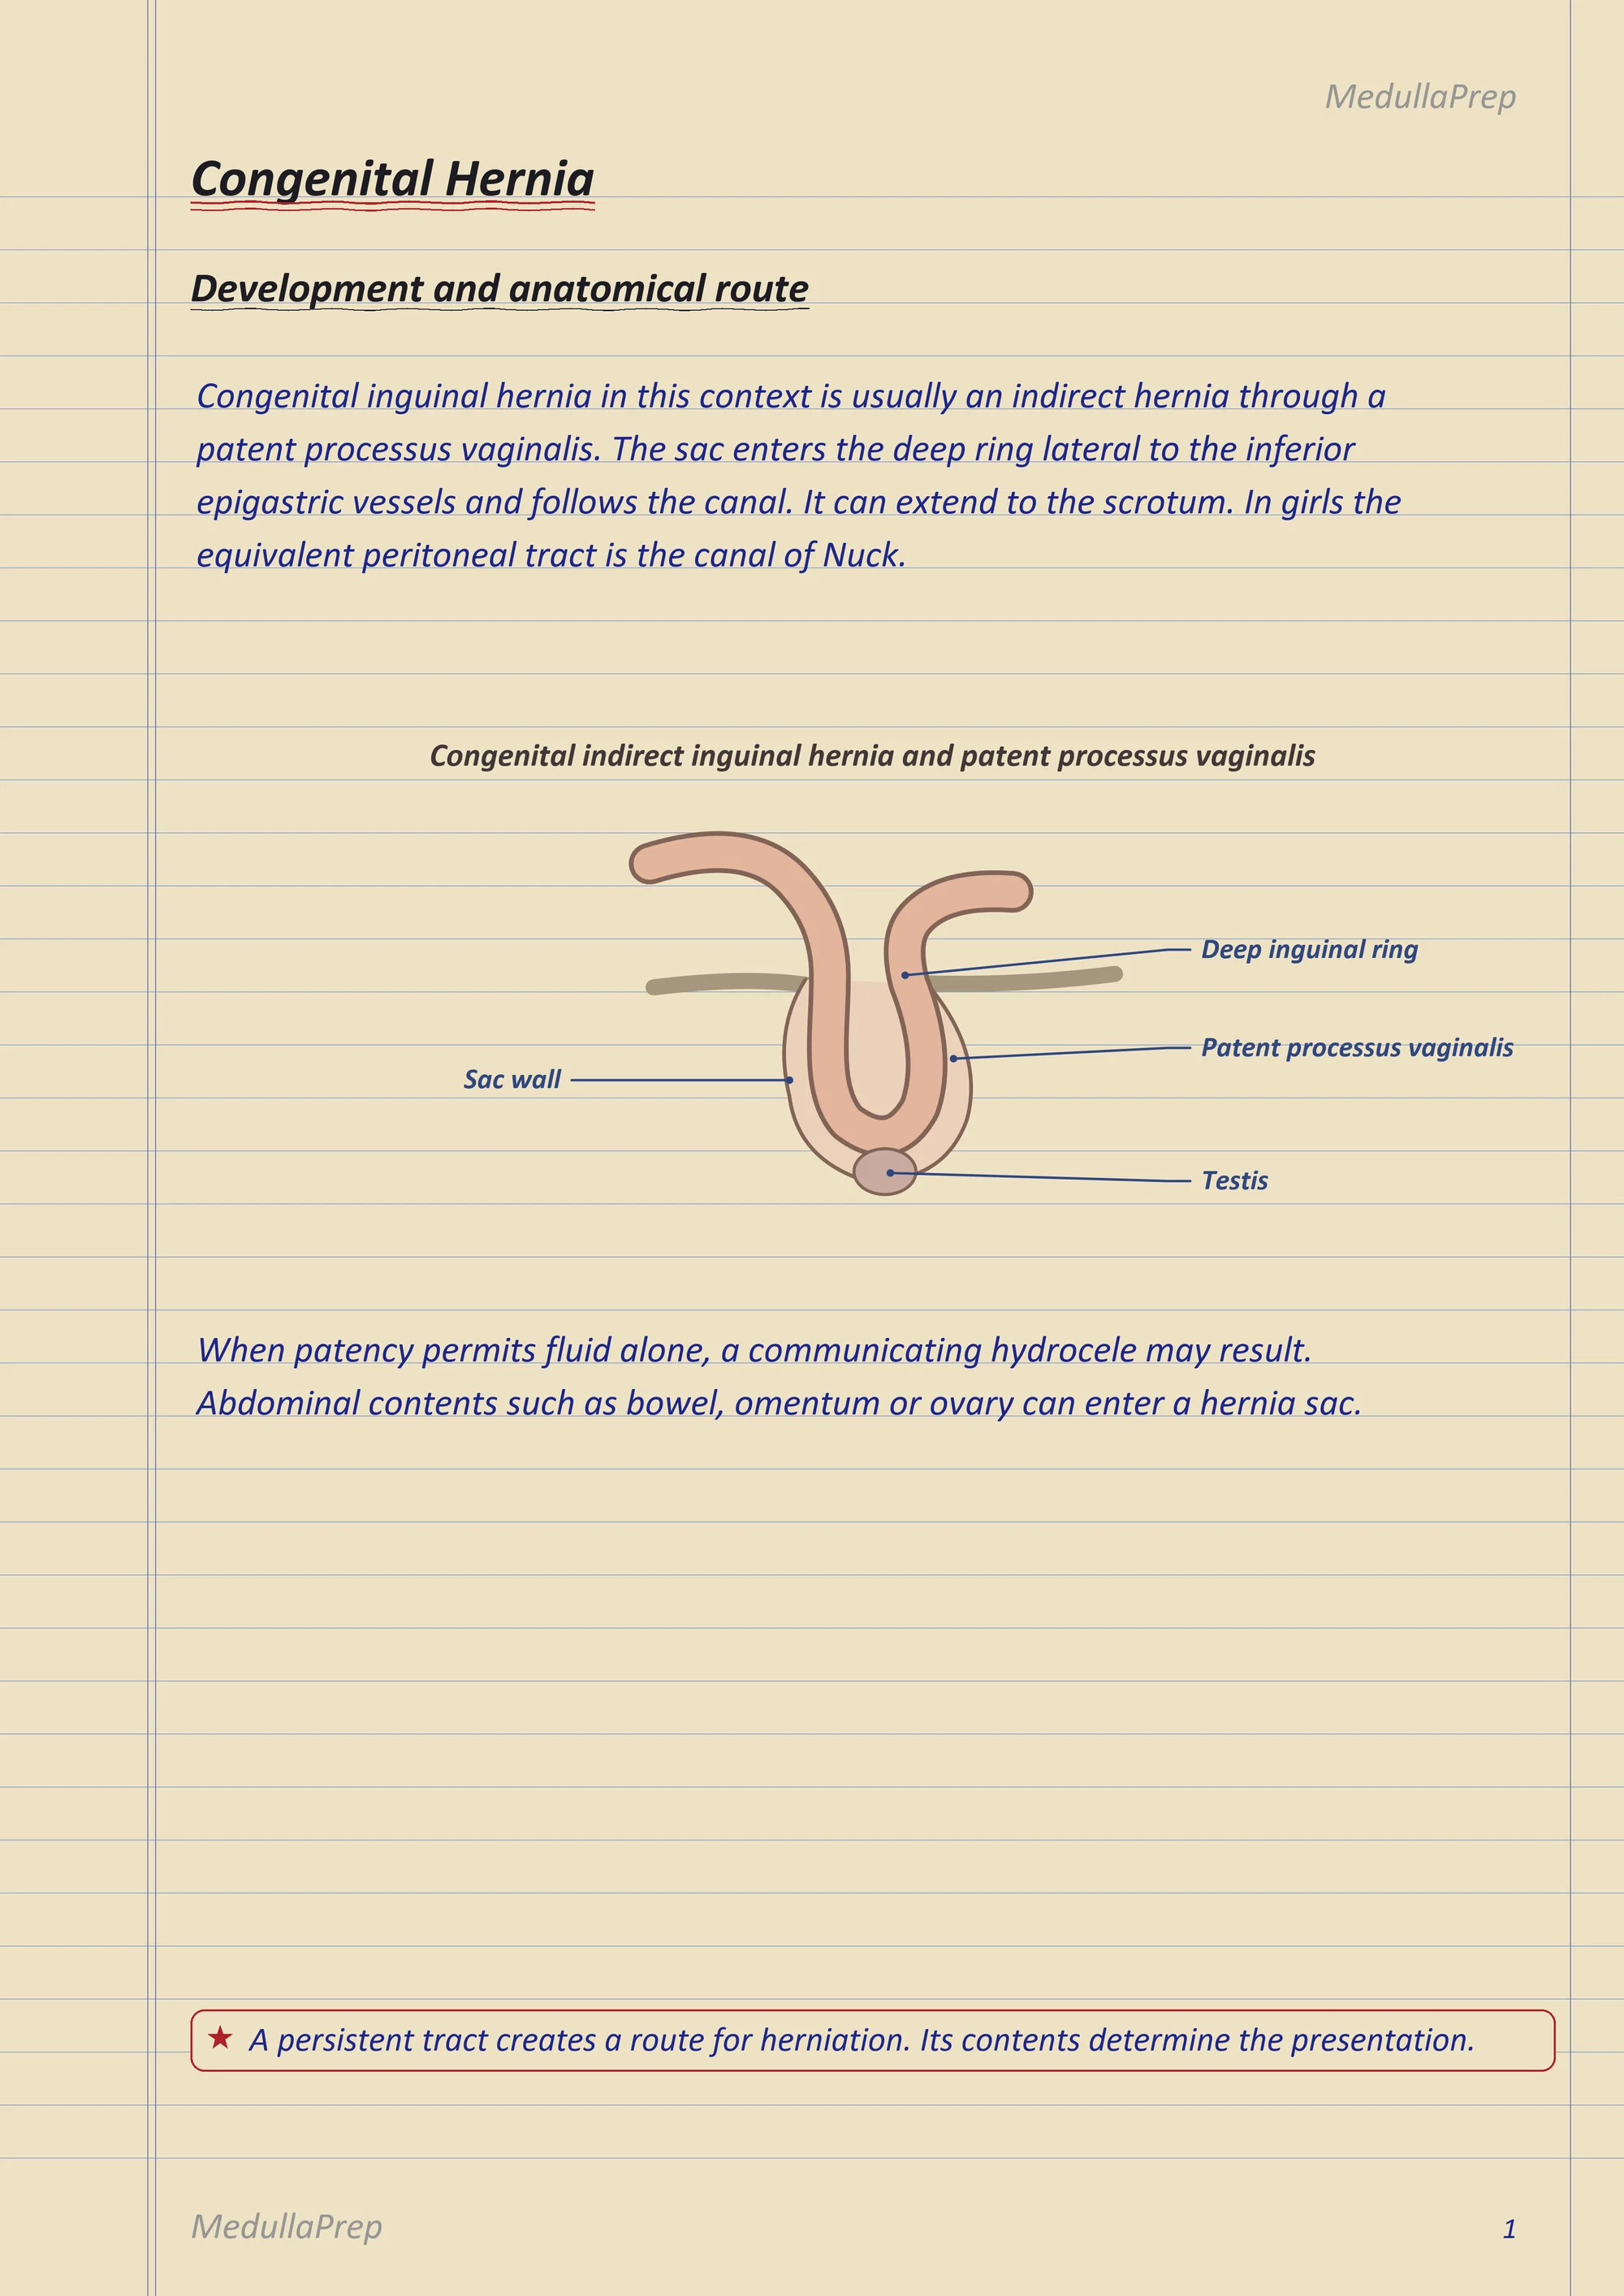 MedullaPrep
Congenital Hernia
Development and anatomical route
Congenital inguinal hernia in this context is usually an indirect hernia through a
patent processus vaginalis. The sac enters the deep ring lateral to the inferior
epigastric vessels and follows the canal. It can extend to the scrotum. In girls the
equivalent peritoneal tract is the canal of Nuck.
Congenital indirect inguinal hernia and patent processus vaginalis
Deep inguinal ring
Patent processus vaginalis
Sac wall
Testis
When patency permits fluid alone, a communicating hydrocele may result.
Abdominal contents such as bowel, omentum or ovary can enter a hernia sac.
★ A persistent tract creates a route for herniation. Its contents determine the presentation.
MedullaPrep
1